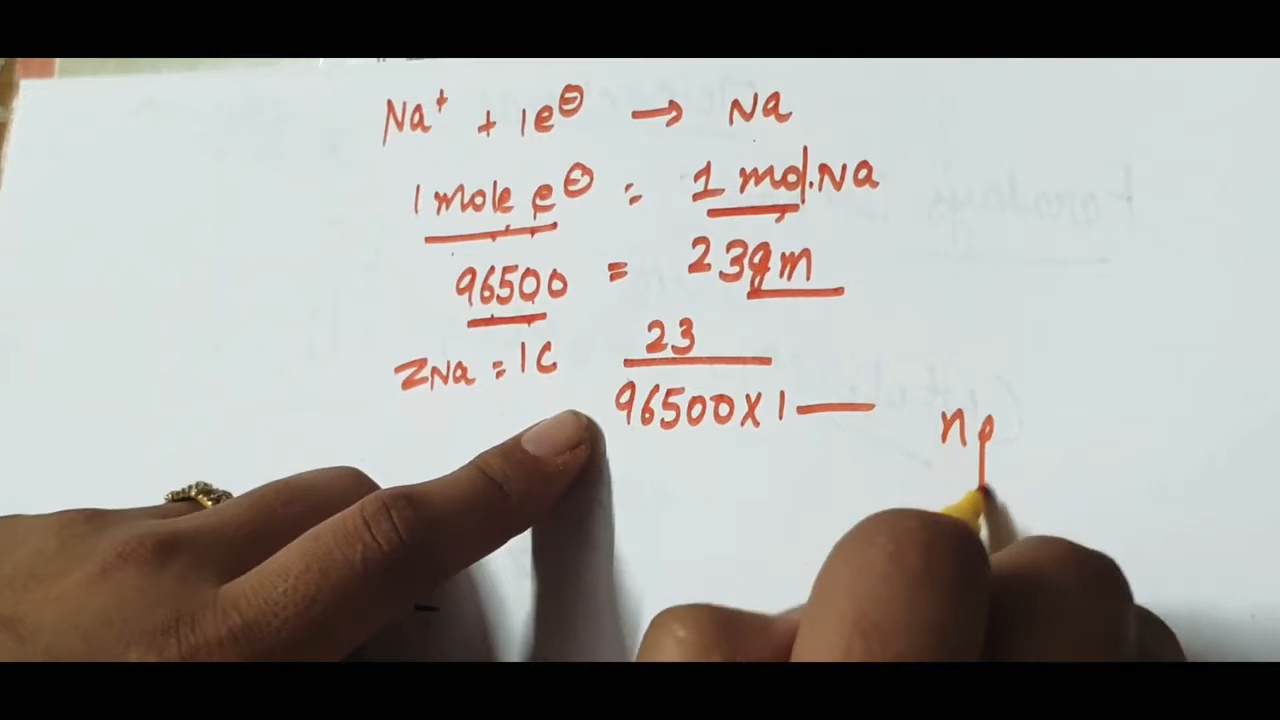 Na⁺ + 1e⊖ → Na
1 mole e⊖ : 1 mol.Na
96500 = 23gm
ZNa = 1C 23
96500 X 1 —
n